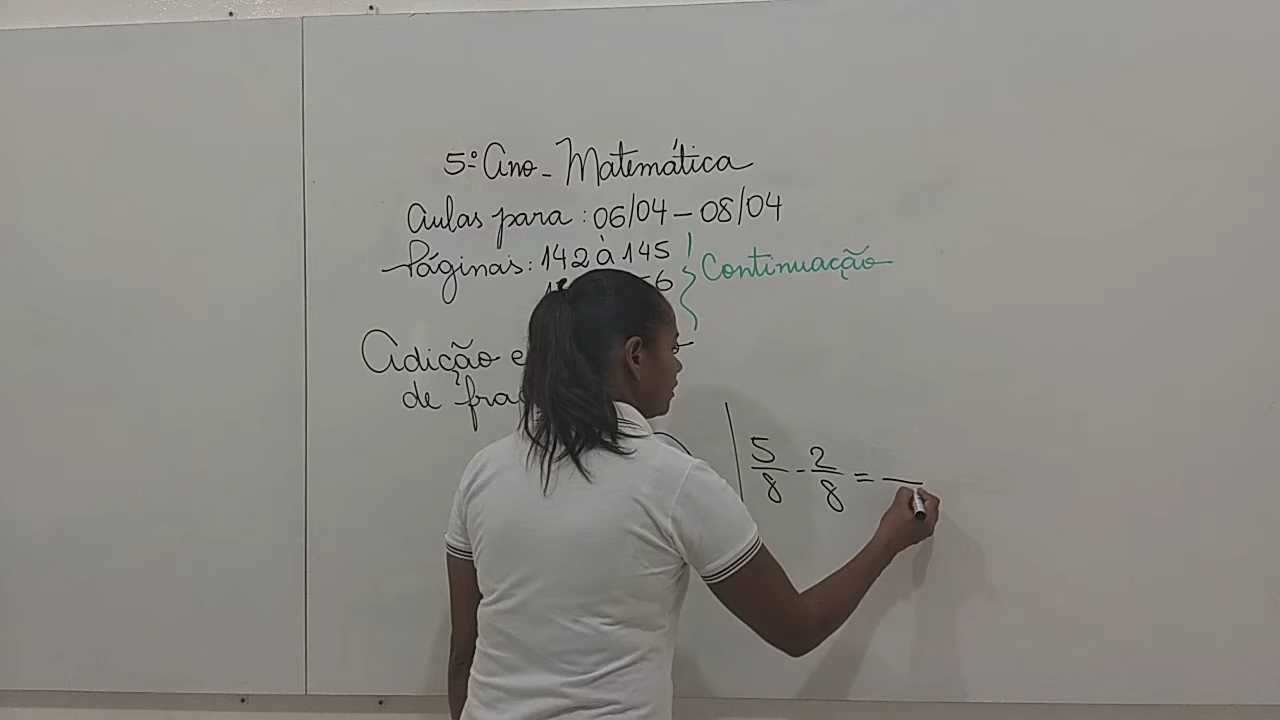 5º Ano - Matemática
Aulas para: 06/04 - 08/04
Páginas: 142 à 145
Continuação
Adição e
de
5/8 - 2/8 =